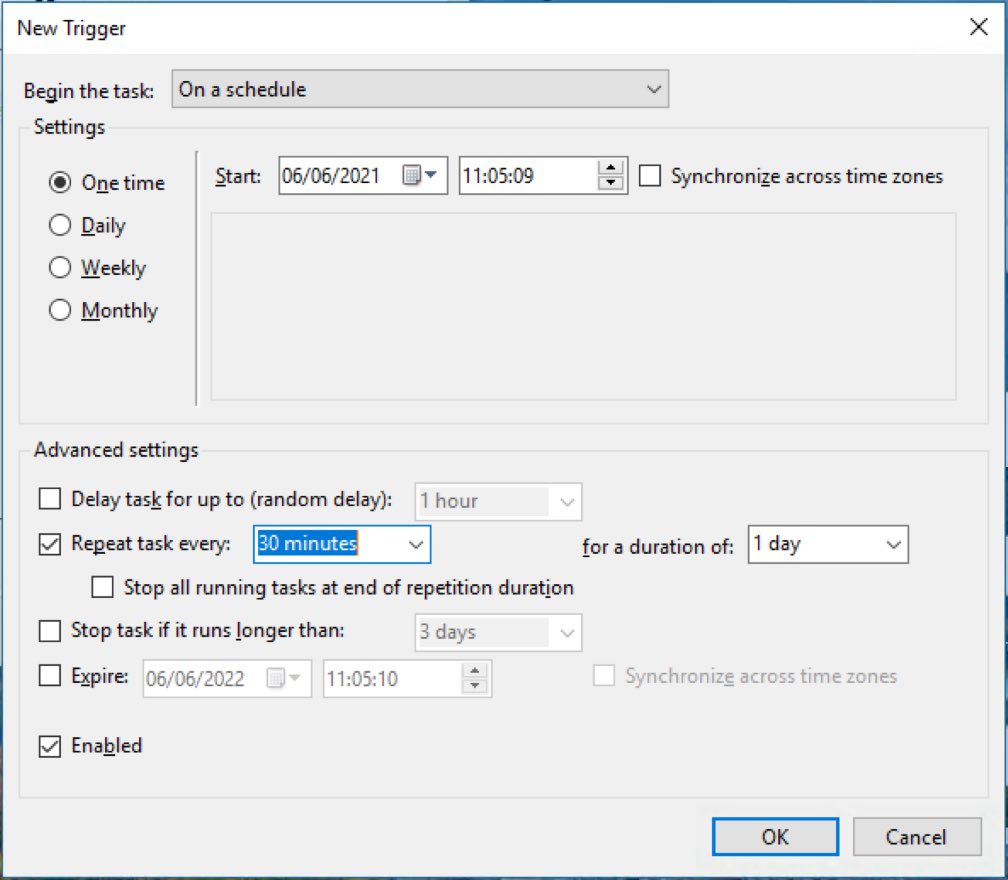 New Trigger
Begin the task: On a schedule
Settings
One time
Start: 06/06/2021 11:05:09 Synchronize across time zones
Daily
Weekly
Monthly
Advanced settings
Delay task for up to (random delay): 1 hour
Repeat task every: 30 minutes for a duration of: 1 day
Stop all running tasks at end of repetition duration
Stop task if it runs longer than: 3 days
Expire: 06/06/2022 11:05:10 Synchronize across time zones
Enabled
OK Cancel